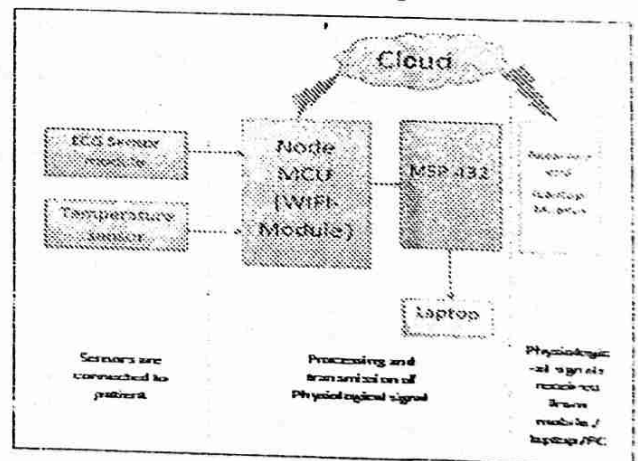 Cloud
ECG Sensor
module
Temperature
Sensor
Node
MCU
(WIFI-
Module)
MSP 432
Laptop
Sensors are
connected to
patient
Processing and
transmission of
Physiological signal
Physiologic
-al signals
received
from
mobile /
laptop /PC